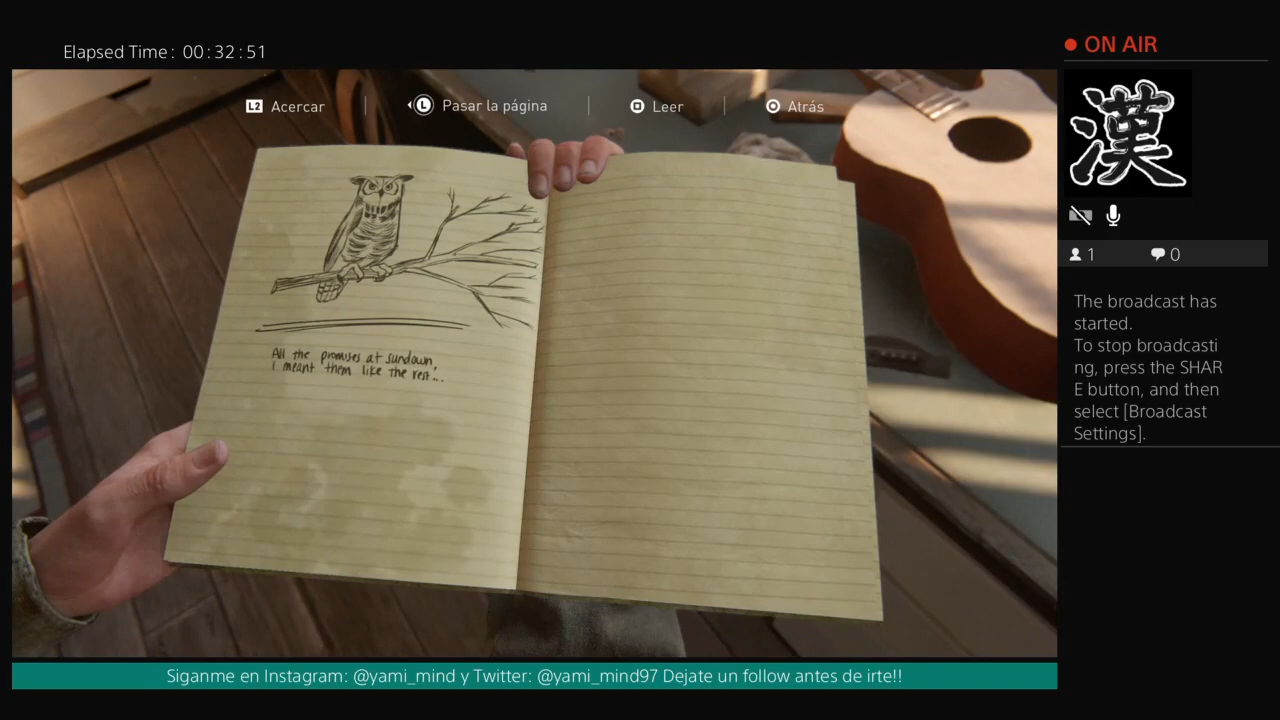 Elapsed Time: 00:32:51
ON AIR
L2 Acercar
L Pasar la página
Leer
Atrás
漢
1
0
The broadcast has
started.
To stop broadcasti
ng, press the SHAR
E button, and then
select [Broadcast
Settings].
All the promises at sundown
i meant them like the rest"...
Siganme en Instagram: @yami_mind y Twitter: @yami_mind97 Dejate un follow antes de irte!!